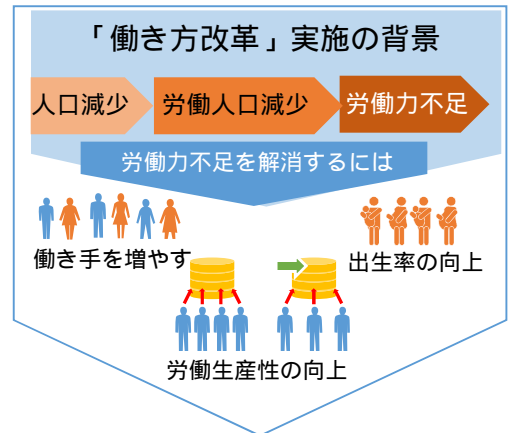 「働き方改革」実施の背景
人口減少
労働人口減少
労働力不足
労働力不足を解消するには
働き手を増やす
出生率の向上
労働生産性の向上